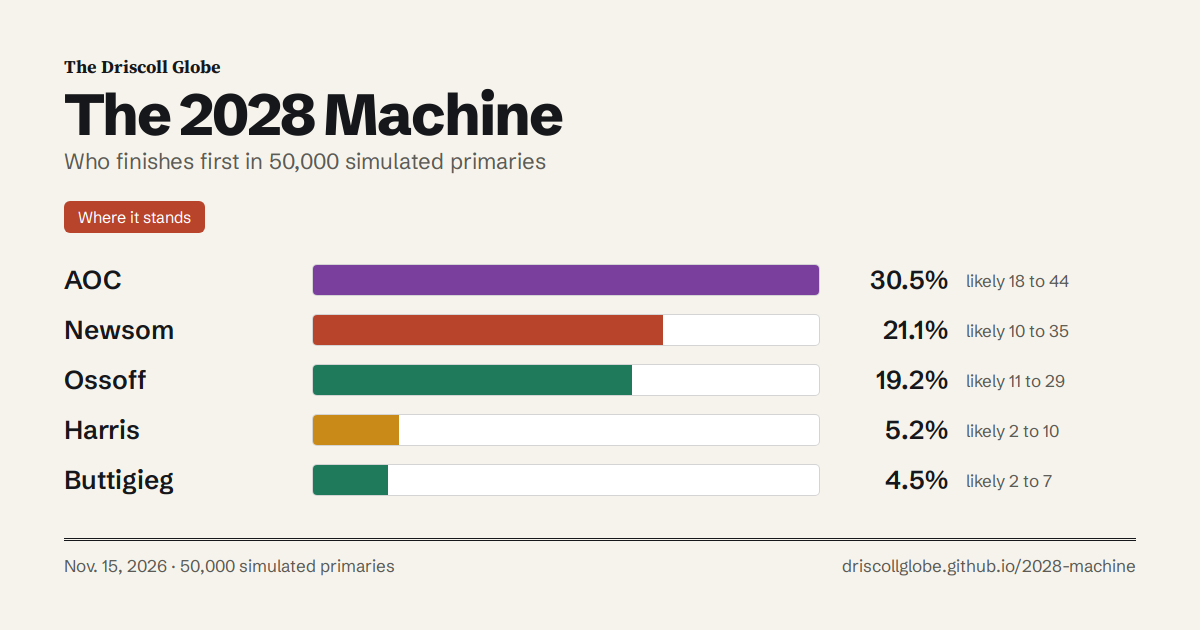 The Driscoll Globe
The 2028 Machine
Who finishes first in 50,000 simulated primaries
Where it stands
AOC 30.5% likely 18 to 44
Newsom 21.1% likely 10 to 35
Ossoff 19.2% likely 11 to 29
Harris 5.2% likely 2 to 10
Buttigieg 4.5% likely 2 to 7
Nov. 15, 2026 · 50,000 simulated primaries driscollglobe.github.io/2028-machine